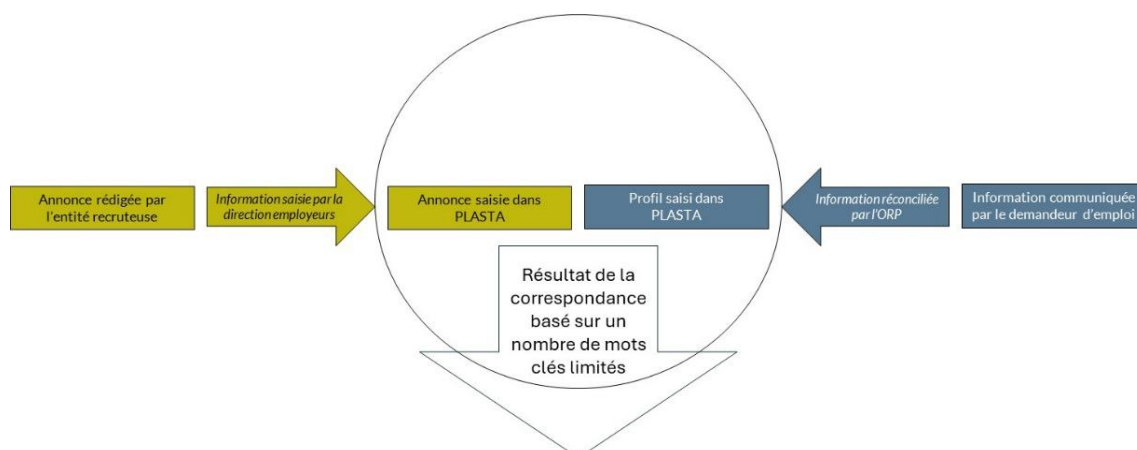 Annonce rédigée par
l'entité recruteuse
Information saisie par la
direction employeurs
Annonce saisie dans
PLASTA
Profil saisi dans
PLASTA
Information réconciliée
par l'ORP
Information communiquée
par le demandeur d'emploi
Résultat de la
correspondance
basé sur un
nombre de mots
clés limités